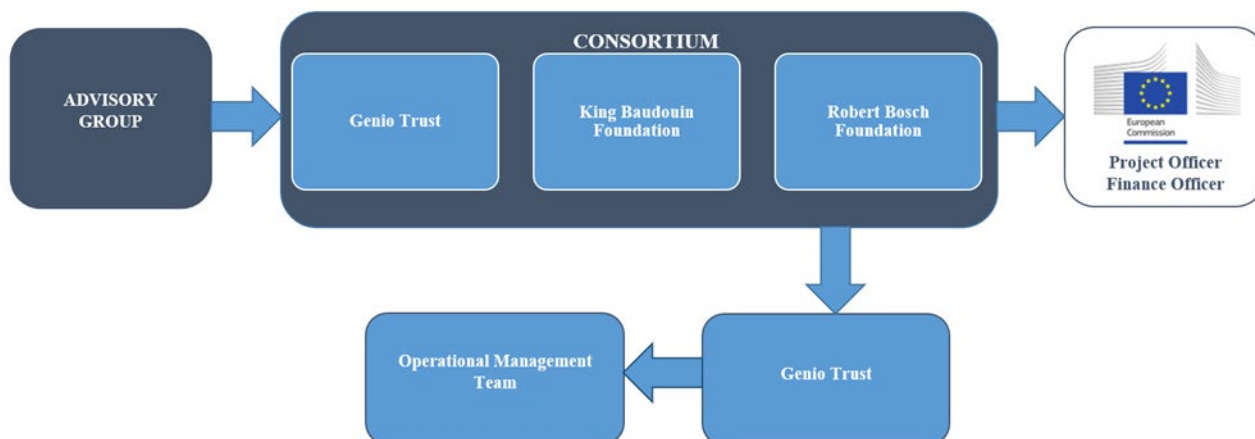 CONSORTIUM
ADVISORY
GROUP
Genio Trust
King Baudouin
Foundation
Robert Bosch
Foundation
European
Commission
Project Officer
Finance Officer
Operational Management
Team
Genio Trust